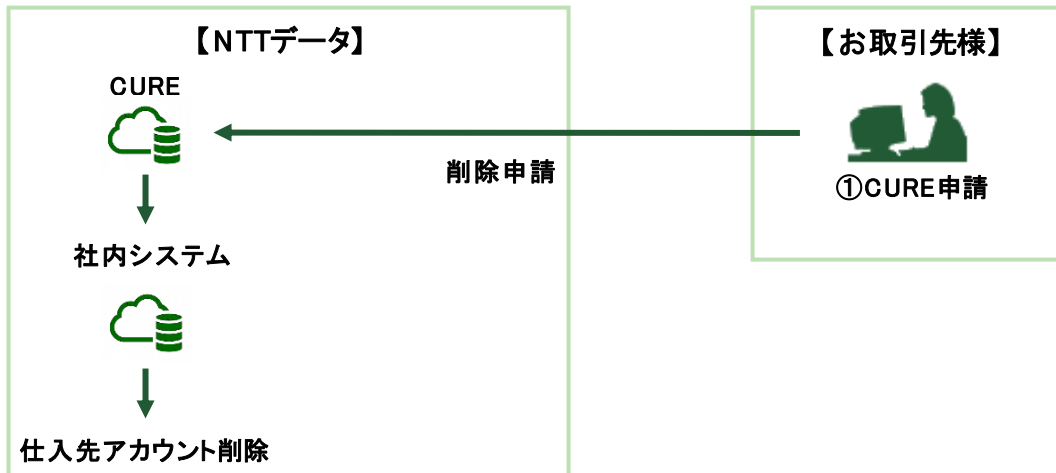 【NTTデータ】
【お取引先様】
CURE
削除申請
①CURE申請
社内システム
仕入先アカウント削除